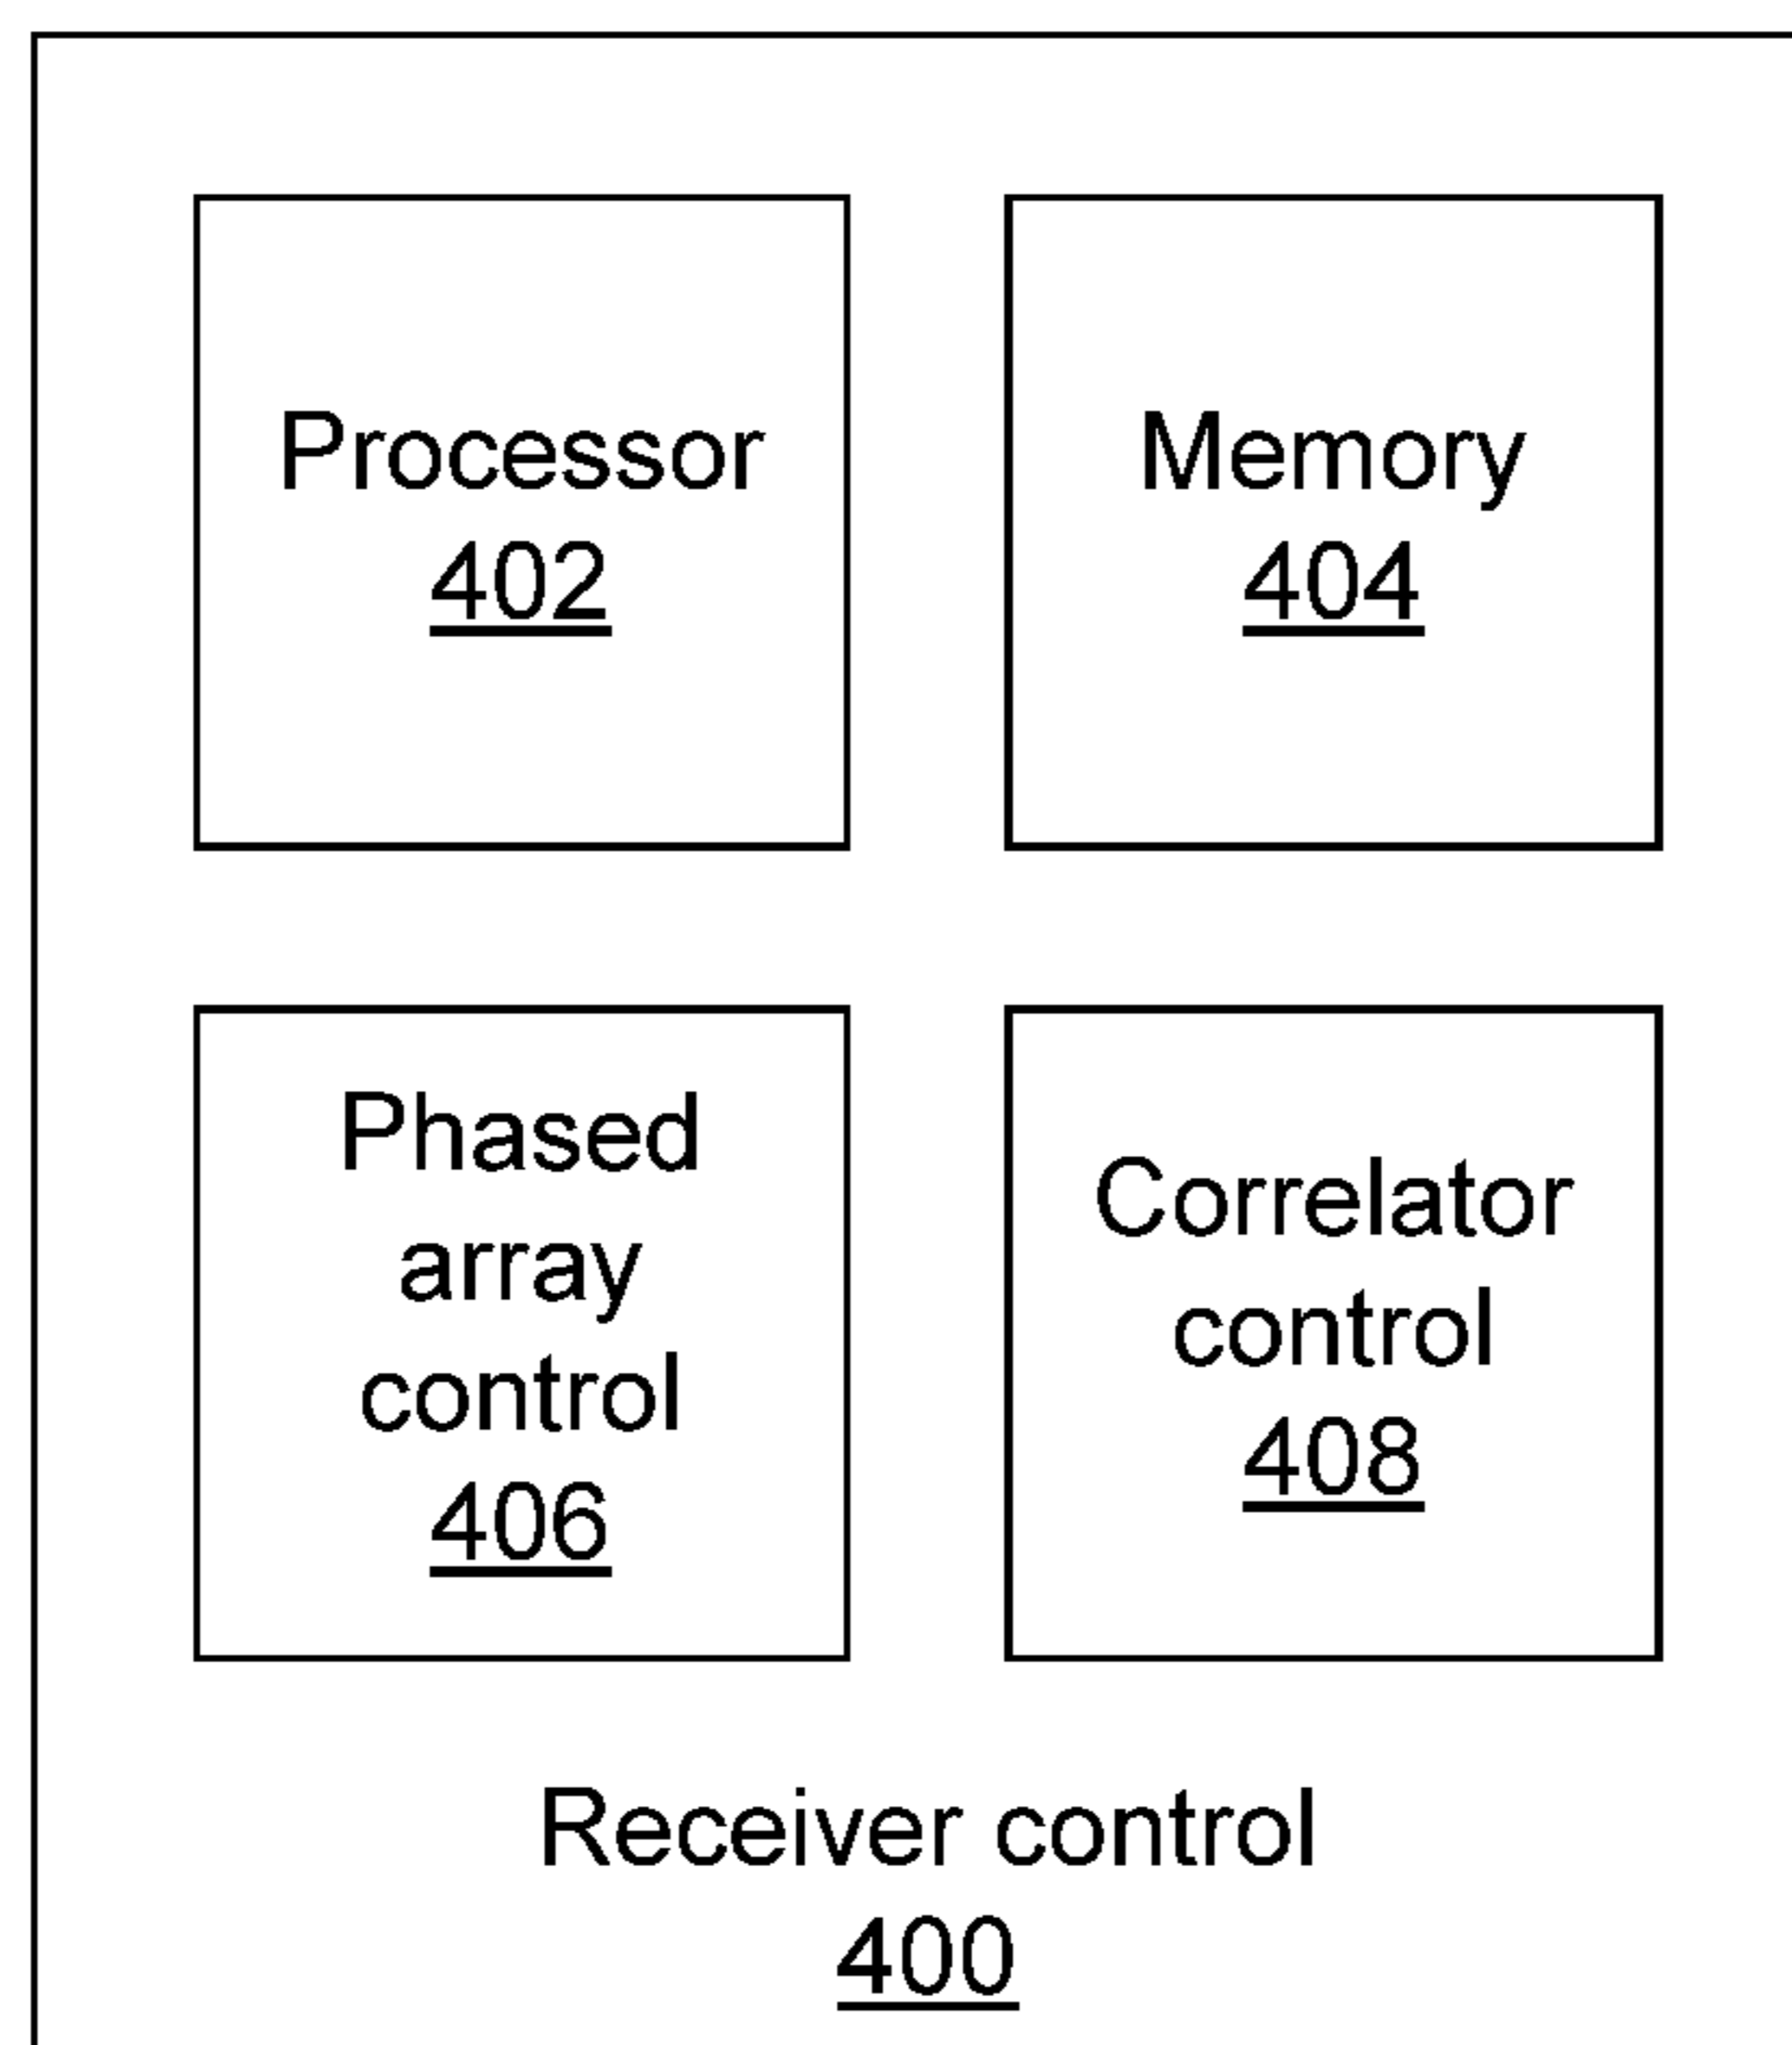 Processor
402
Memory
404
Phased
array
control
406
Correlator
control
408
Receiver control
400